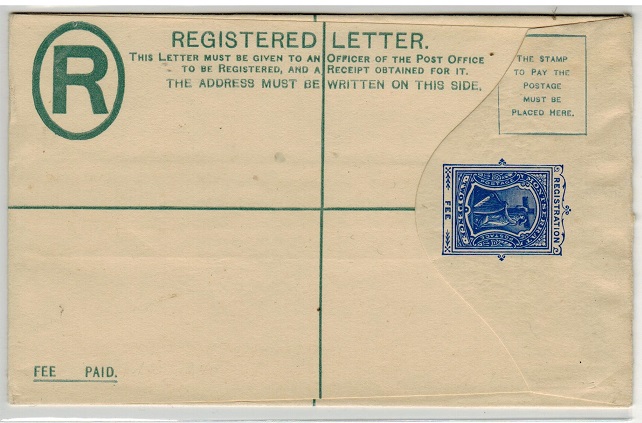 R
REGISTERED LETTER.
THIS LETTER MUST BE GIVEN TO AN OFFICER OF THE POST OFFICE
TO BE REGISTERED, AND A RECEIPT OBTAINED FOR IT.
THE ADDRESS MUST BE WRITTEN ON THIS SIDE.
THE STAMP
TO PAY THE
POSTAGE
MUST BE
PLACED HERE.
REGISTRATION
MONTSERRAT
POSTAGE
FEE
FEE PAID.